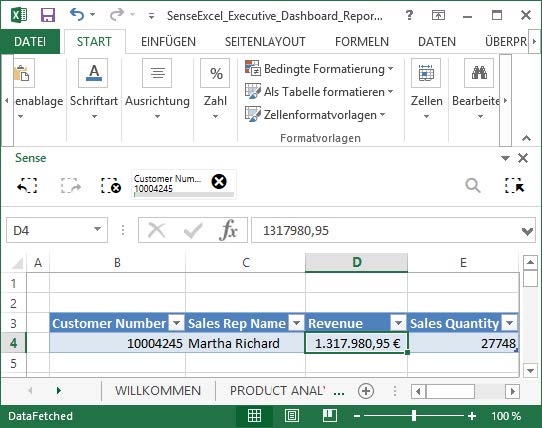 SenseExcel_Executive_Dashboard_Repor...
DATEI START EINFÜGEN SEITENLAYOUT FORMELN DATEN ÜBERPR
enablage Schriftart Ausrichtung Zahl Bedingte Formatierung Als Tabelle formatieren Zellenformatvorlagen Zellen Bearbeite
Formatvorlagen
Sense
Customer Num...
10004245
D4 fx 1317980,95
A B C D E
1
2
3 Customer Number Sales Rep Name Revenue Sales Quantity
4 10004245 Martha Richard 1.317.980,95 € 27748
5
WILLKOMMEN PRODUCT ANALY ...
DataFetched 100 %